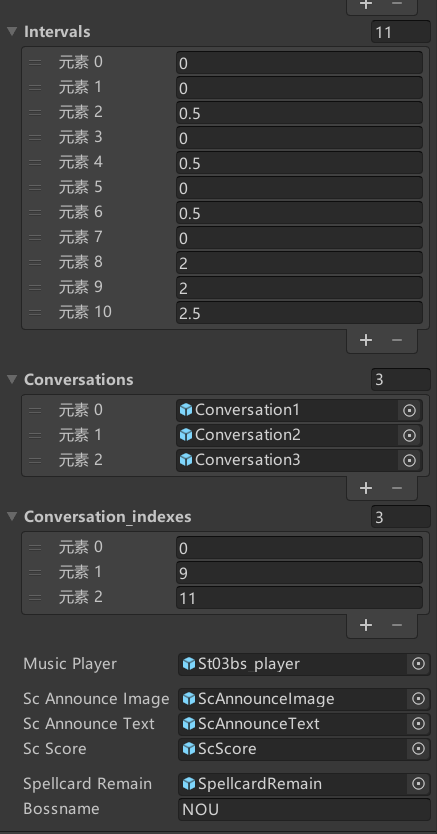 Intervals 11
元素 0 0
元素 1 0
元素 2 0.5
元素 3 0
元素 4 0.5
元素 5 0
元素 6 0.5
元素 7 0
元素 8 2
元素 9 2
元素 10 2.5
Conversations 3
元素 0 Conversation1
元素 1 Conversation2
元素 2 Conversation3
Conversation_indexes 3
元素 0 0
元素 1 9
元素 2 11
Music Player St03bs_player
Sc Announce Image ScAnnounceImage
Sc Announce Text ScAnnounceText
Sc Score ScScore
Spellcard Remain SpellcardRemain
Bossname NOU